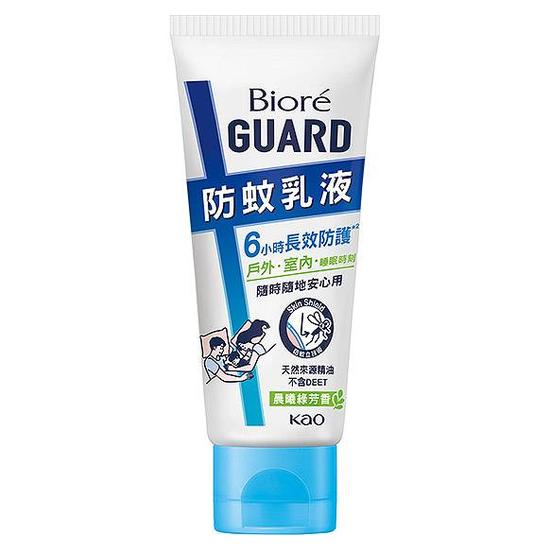 Bioré
GUARD
防蚊乳液
6小時長效防護*2
戶外・室內・睡眠時刻
隨時隨地安心用
Skin Shield
天然來源精油
不含DEET
晨曦綠芳香
Kao